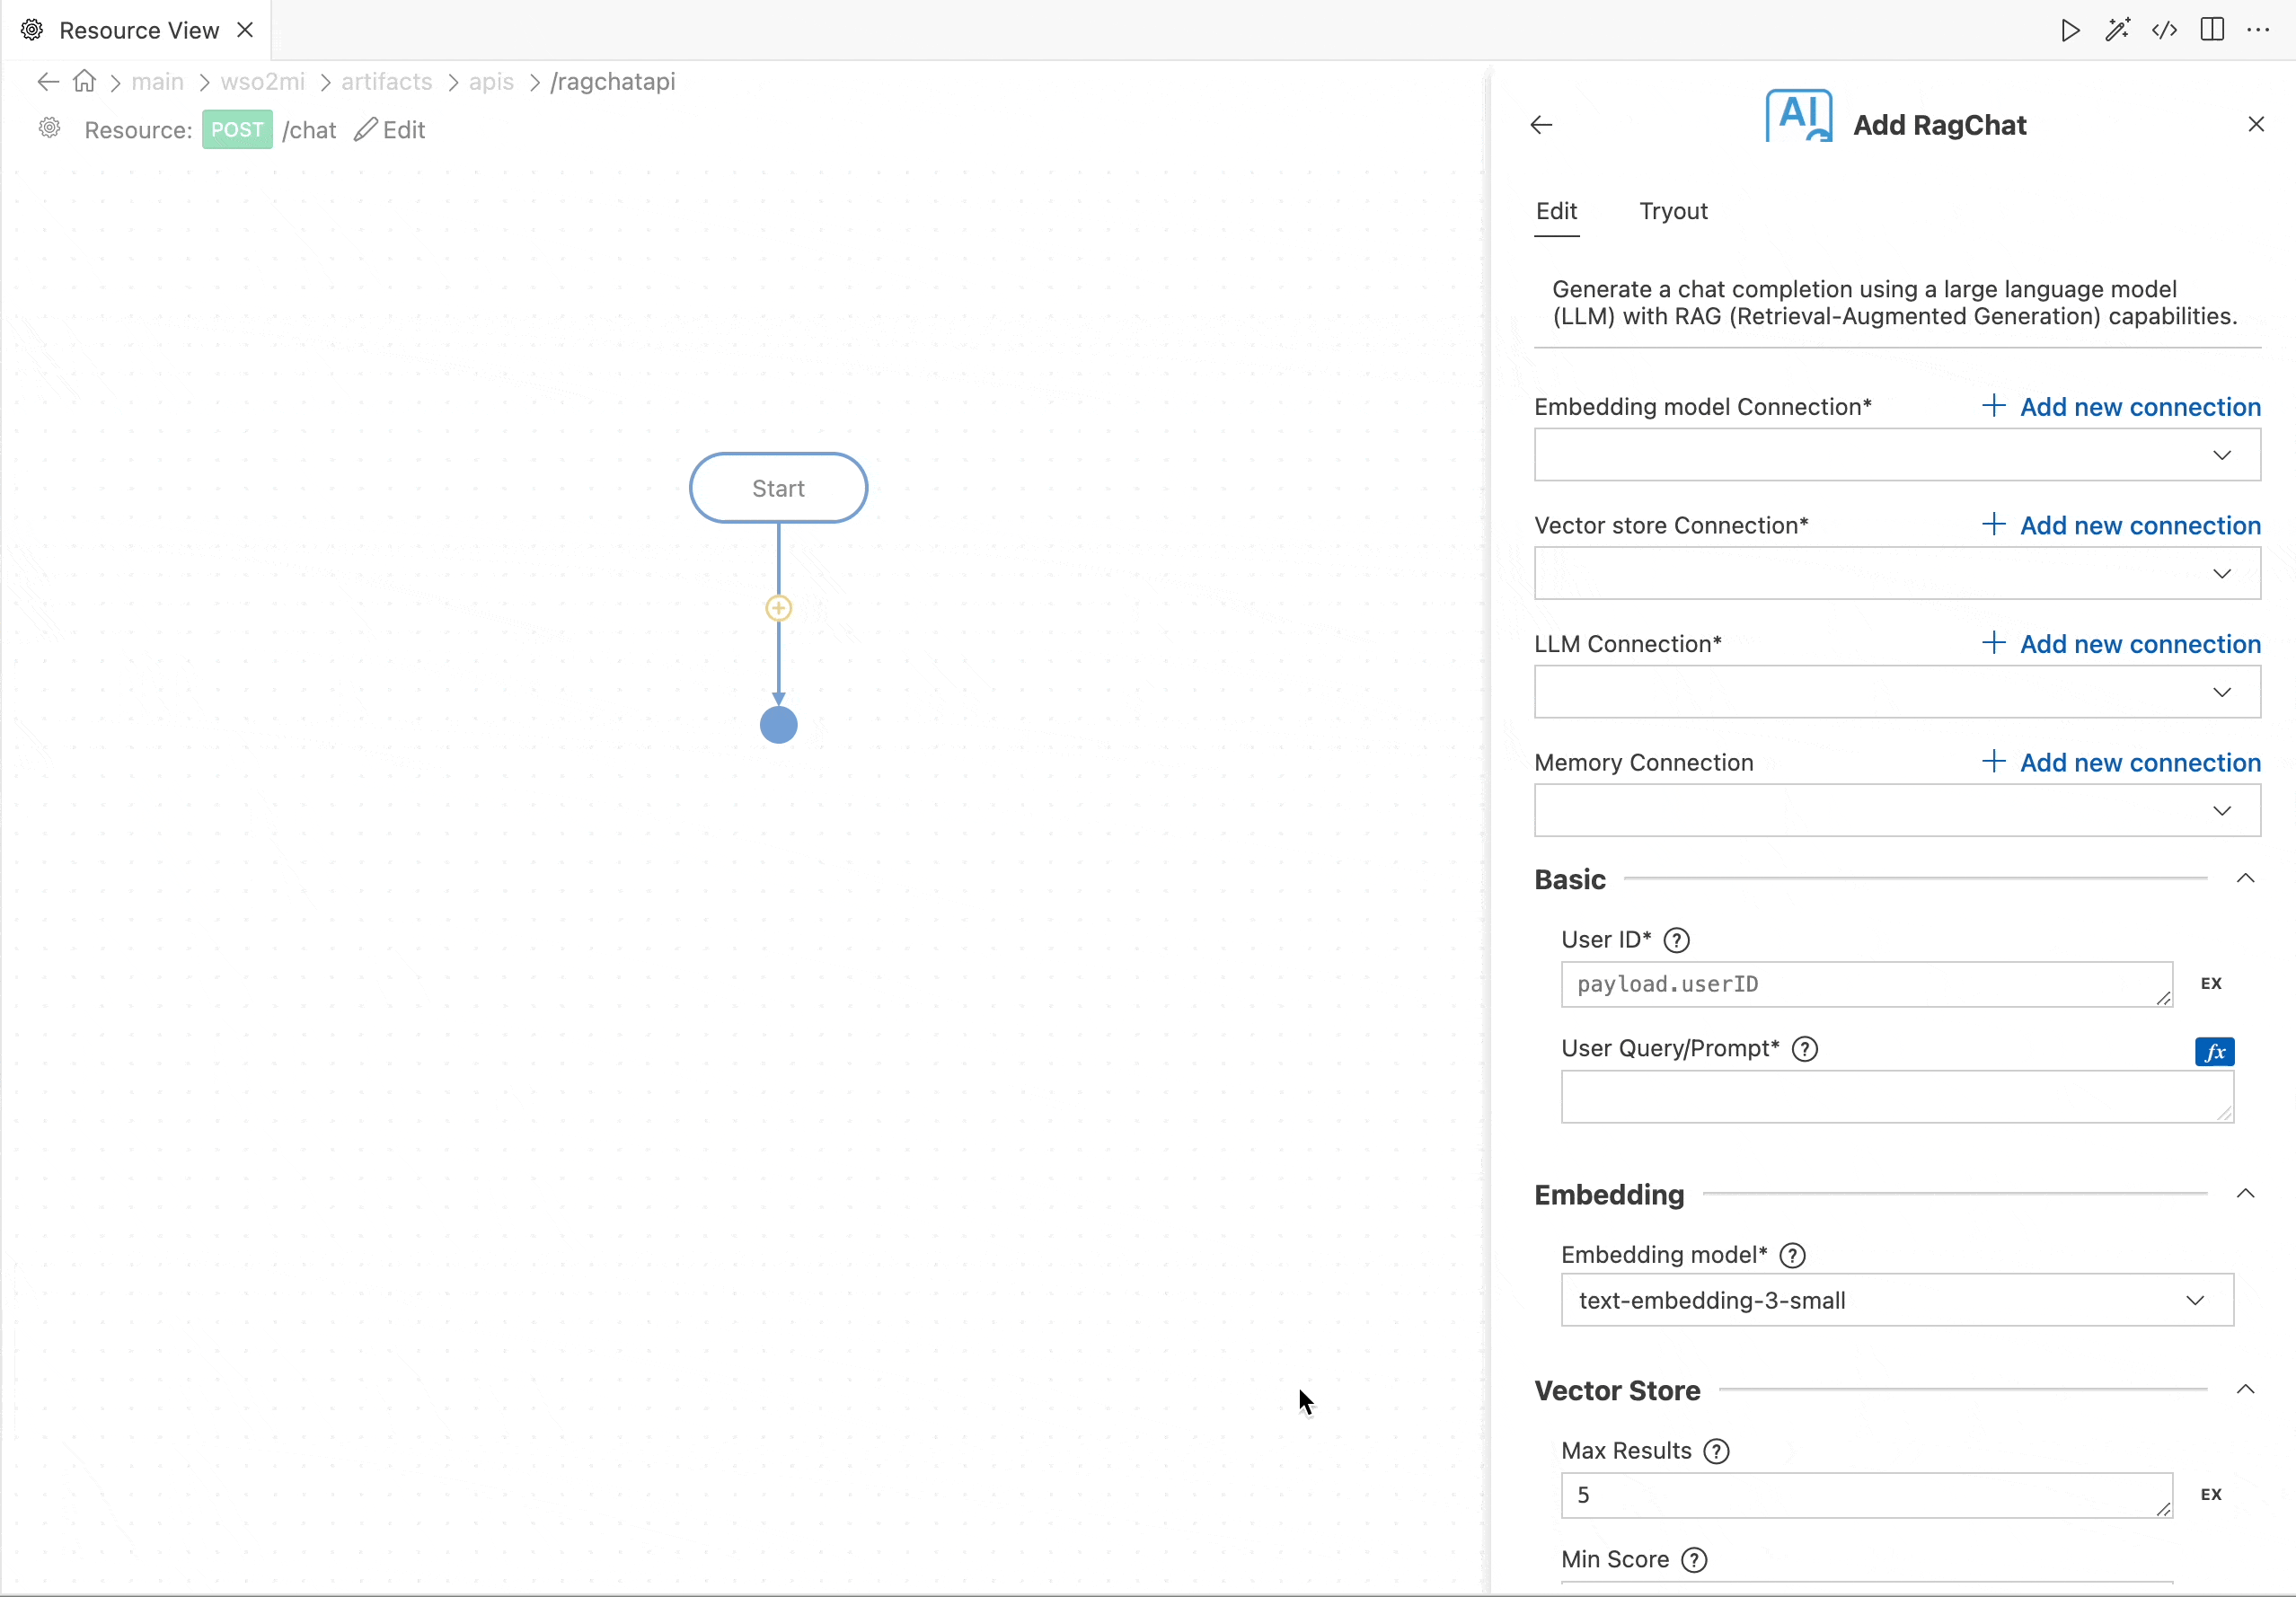 Resource View
main
wso2mi
artifacts
apis
/ragchatapi
Resource: POST /chat Edit
Start
AI
Add RagChat
Edit
Tryout
Generate a chat completion using a large language model
(LLM) with RAG (Retrieval-Augmented Generation) capabilities.
Embedding model Connection*
Add new connection
Vector store Connection*
Add new connection
LLM Connection*
Add new connection
Memory Connection
Add new connection
Basic
User ID*
payload.userID
EX
User Query/Prompt*
fx
Embedding
Embedding model*
text-embedding-3-small
Vector Store
Max Results
5
EX
Min Score